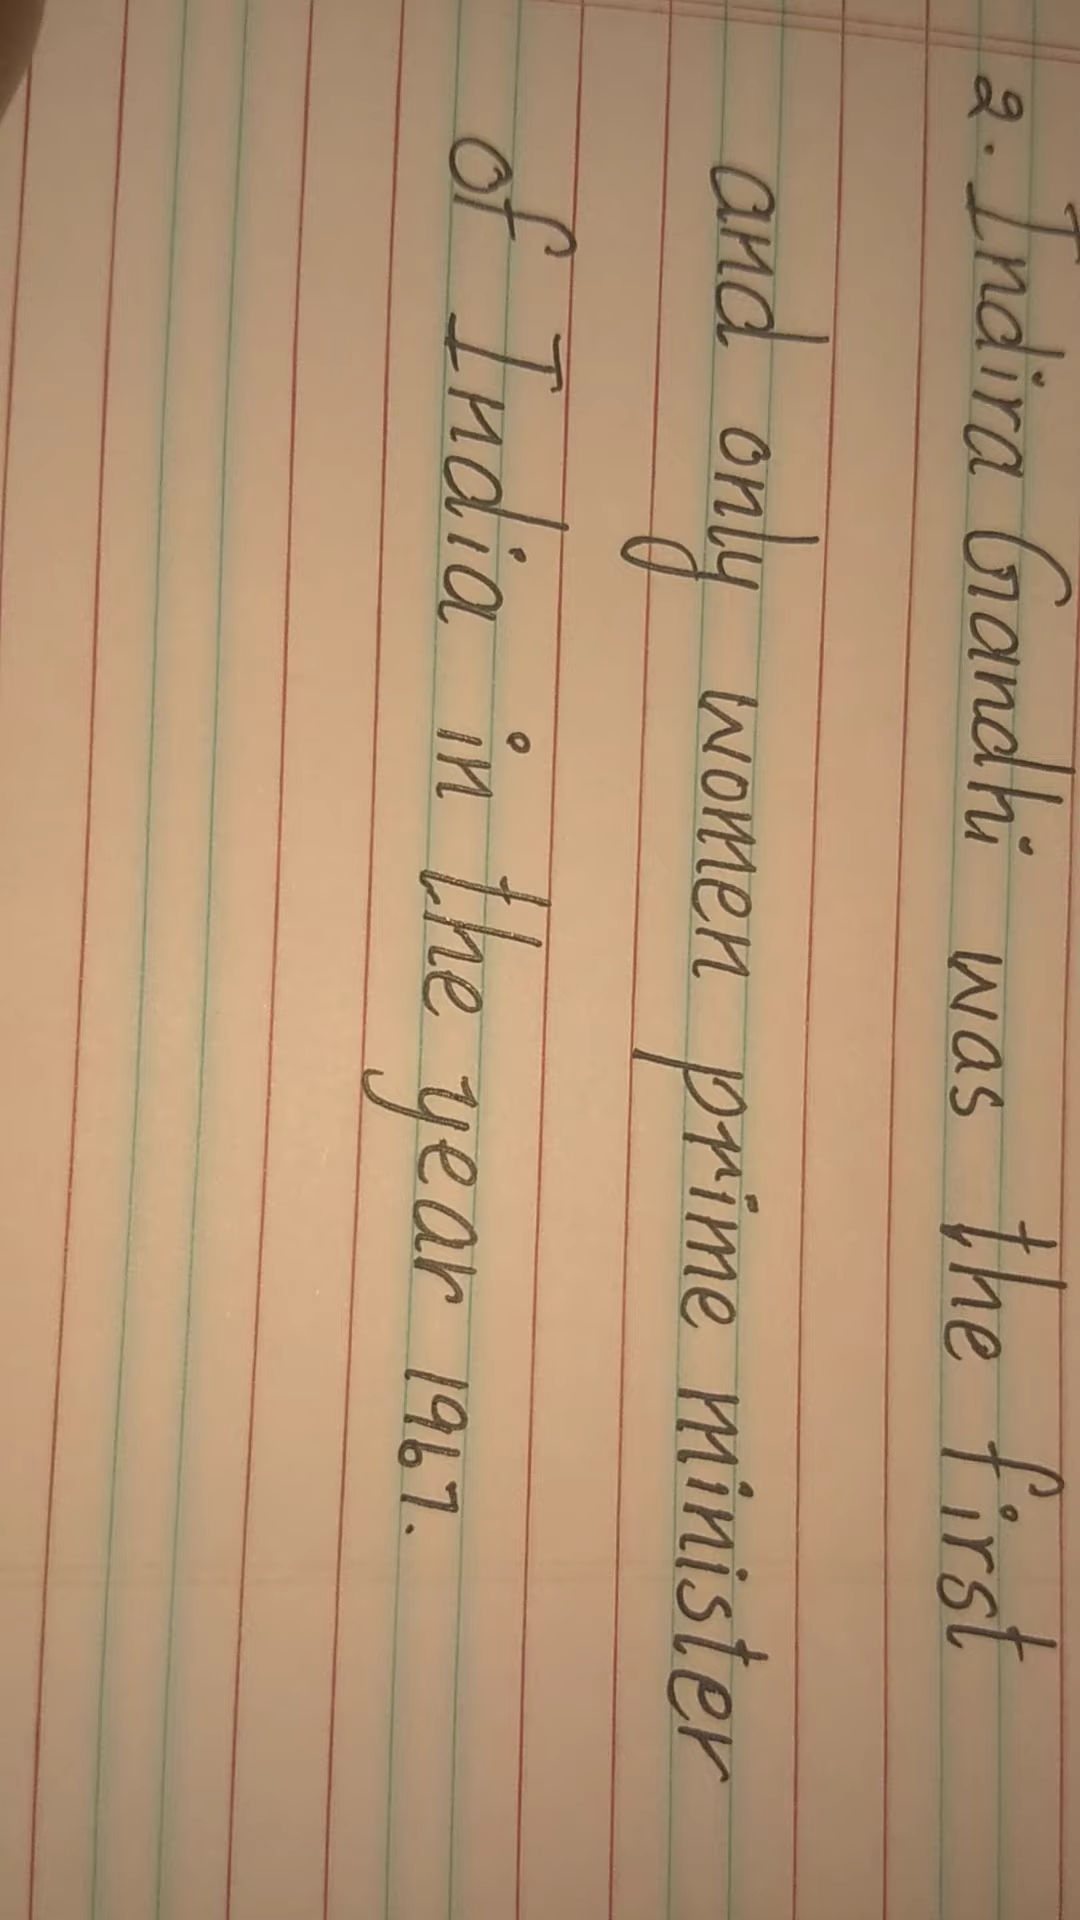 2. Indira Gandhi was the first
and only women prime minister
of India in the year 1967.